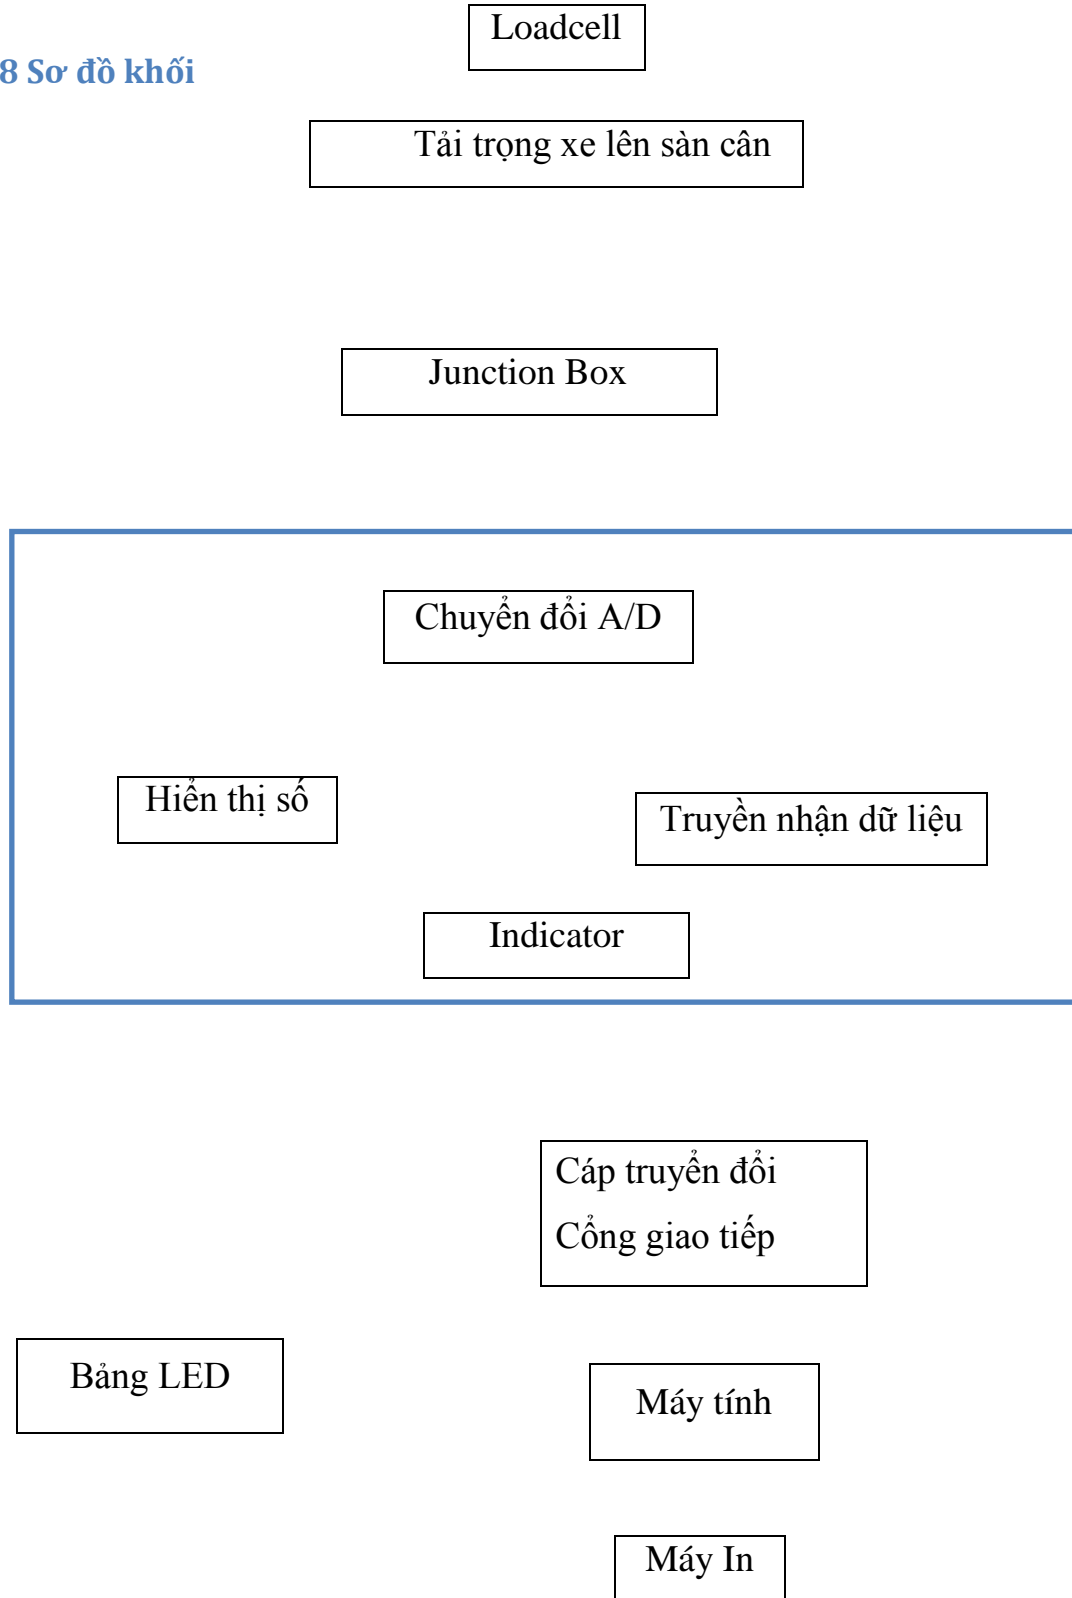 Loadcell
8 Sơ đồ khối
Tải trọng xe lên sàn cân
Junction Box
Chuyển đổi A/D
Hiển thị số
Truyền nhận dữ liệu
Indicator
Cáp truyển đổi
Cổng giao tiếp
Bảng LED
Máy tính
Máy In